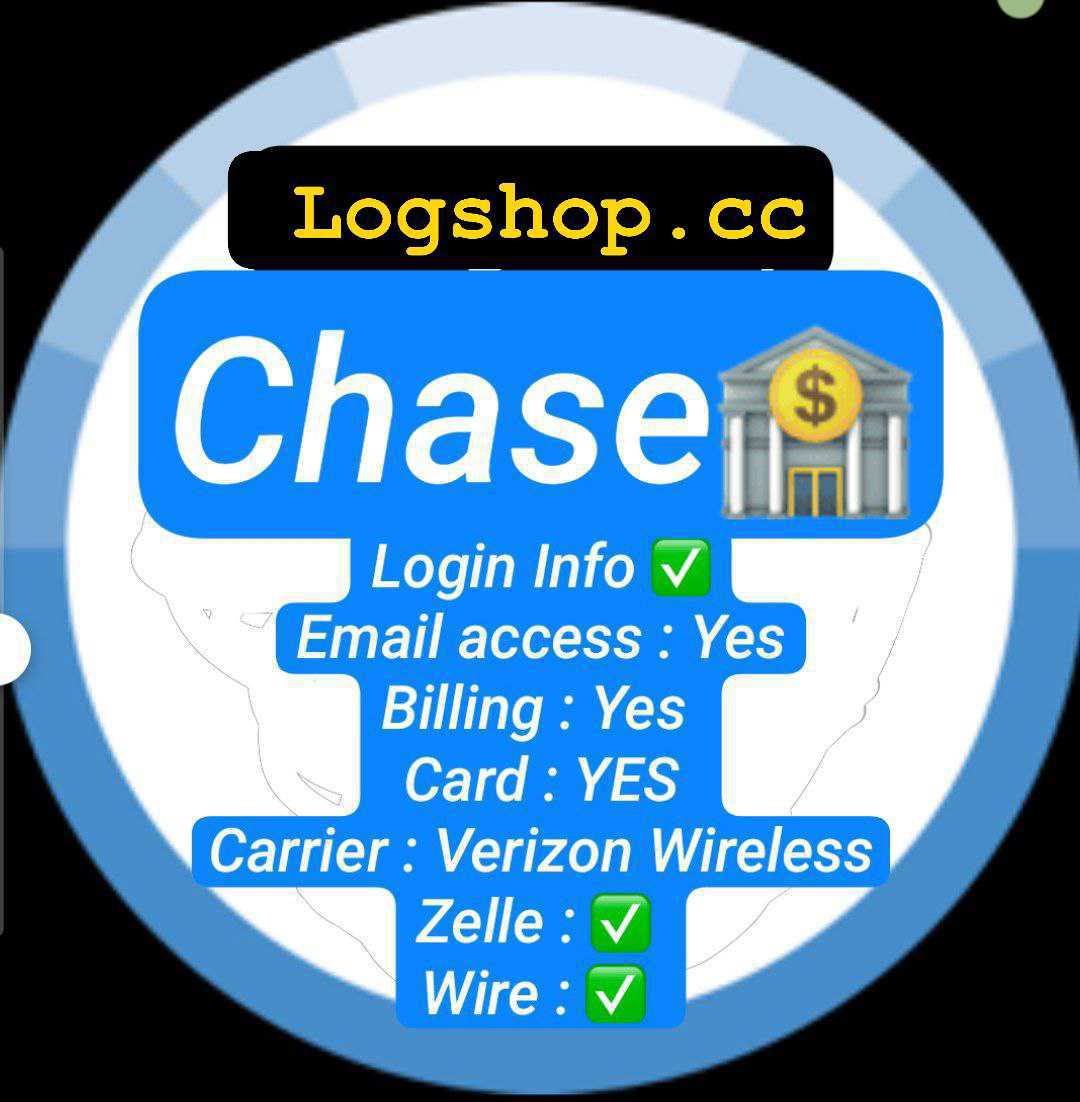 Logshop.cc
Chase🏦
Login Info ✅
Email access : Yes
Billing : Yes
Card : YES
Carrier : Verizon Wireless
Zelle : ✅
Wire : ✅